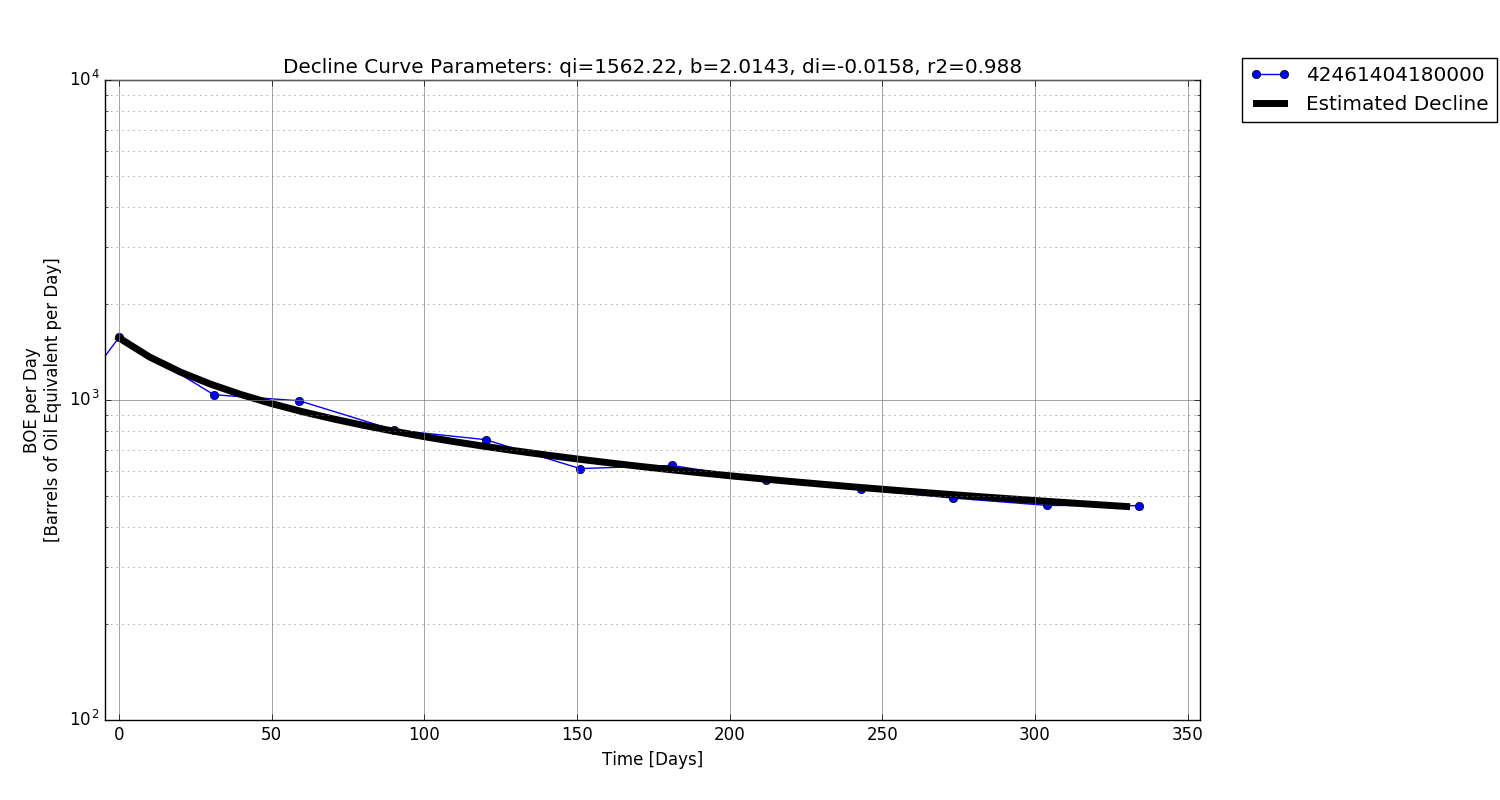 Decline Curve Parameters: qi=1562.22, b=2.0143, di=-0.0158, r2=0.988
42461404180000
Estimated Decline
10^4
10^3
10^2
BOE per Day
[Barrels of Oil Equivalent per Day]
0 50 100 150 200 250 300 350
Time [Days]